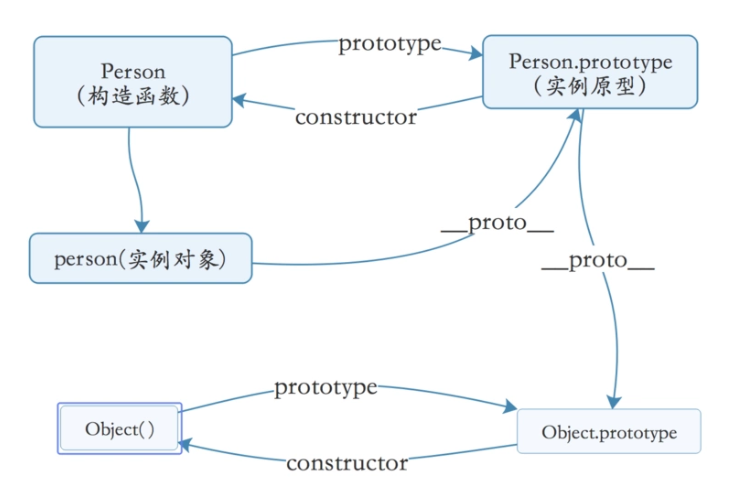 prototype
Person
(构造函数)
Person.prototype
(实例原型)
constructor
__proto__
person(实例对象)
__proto__
prototype
Object()
Object.prototype
constructor